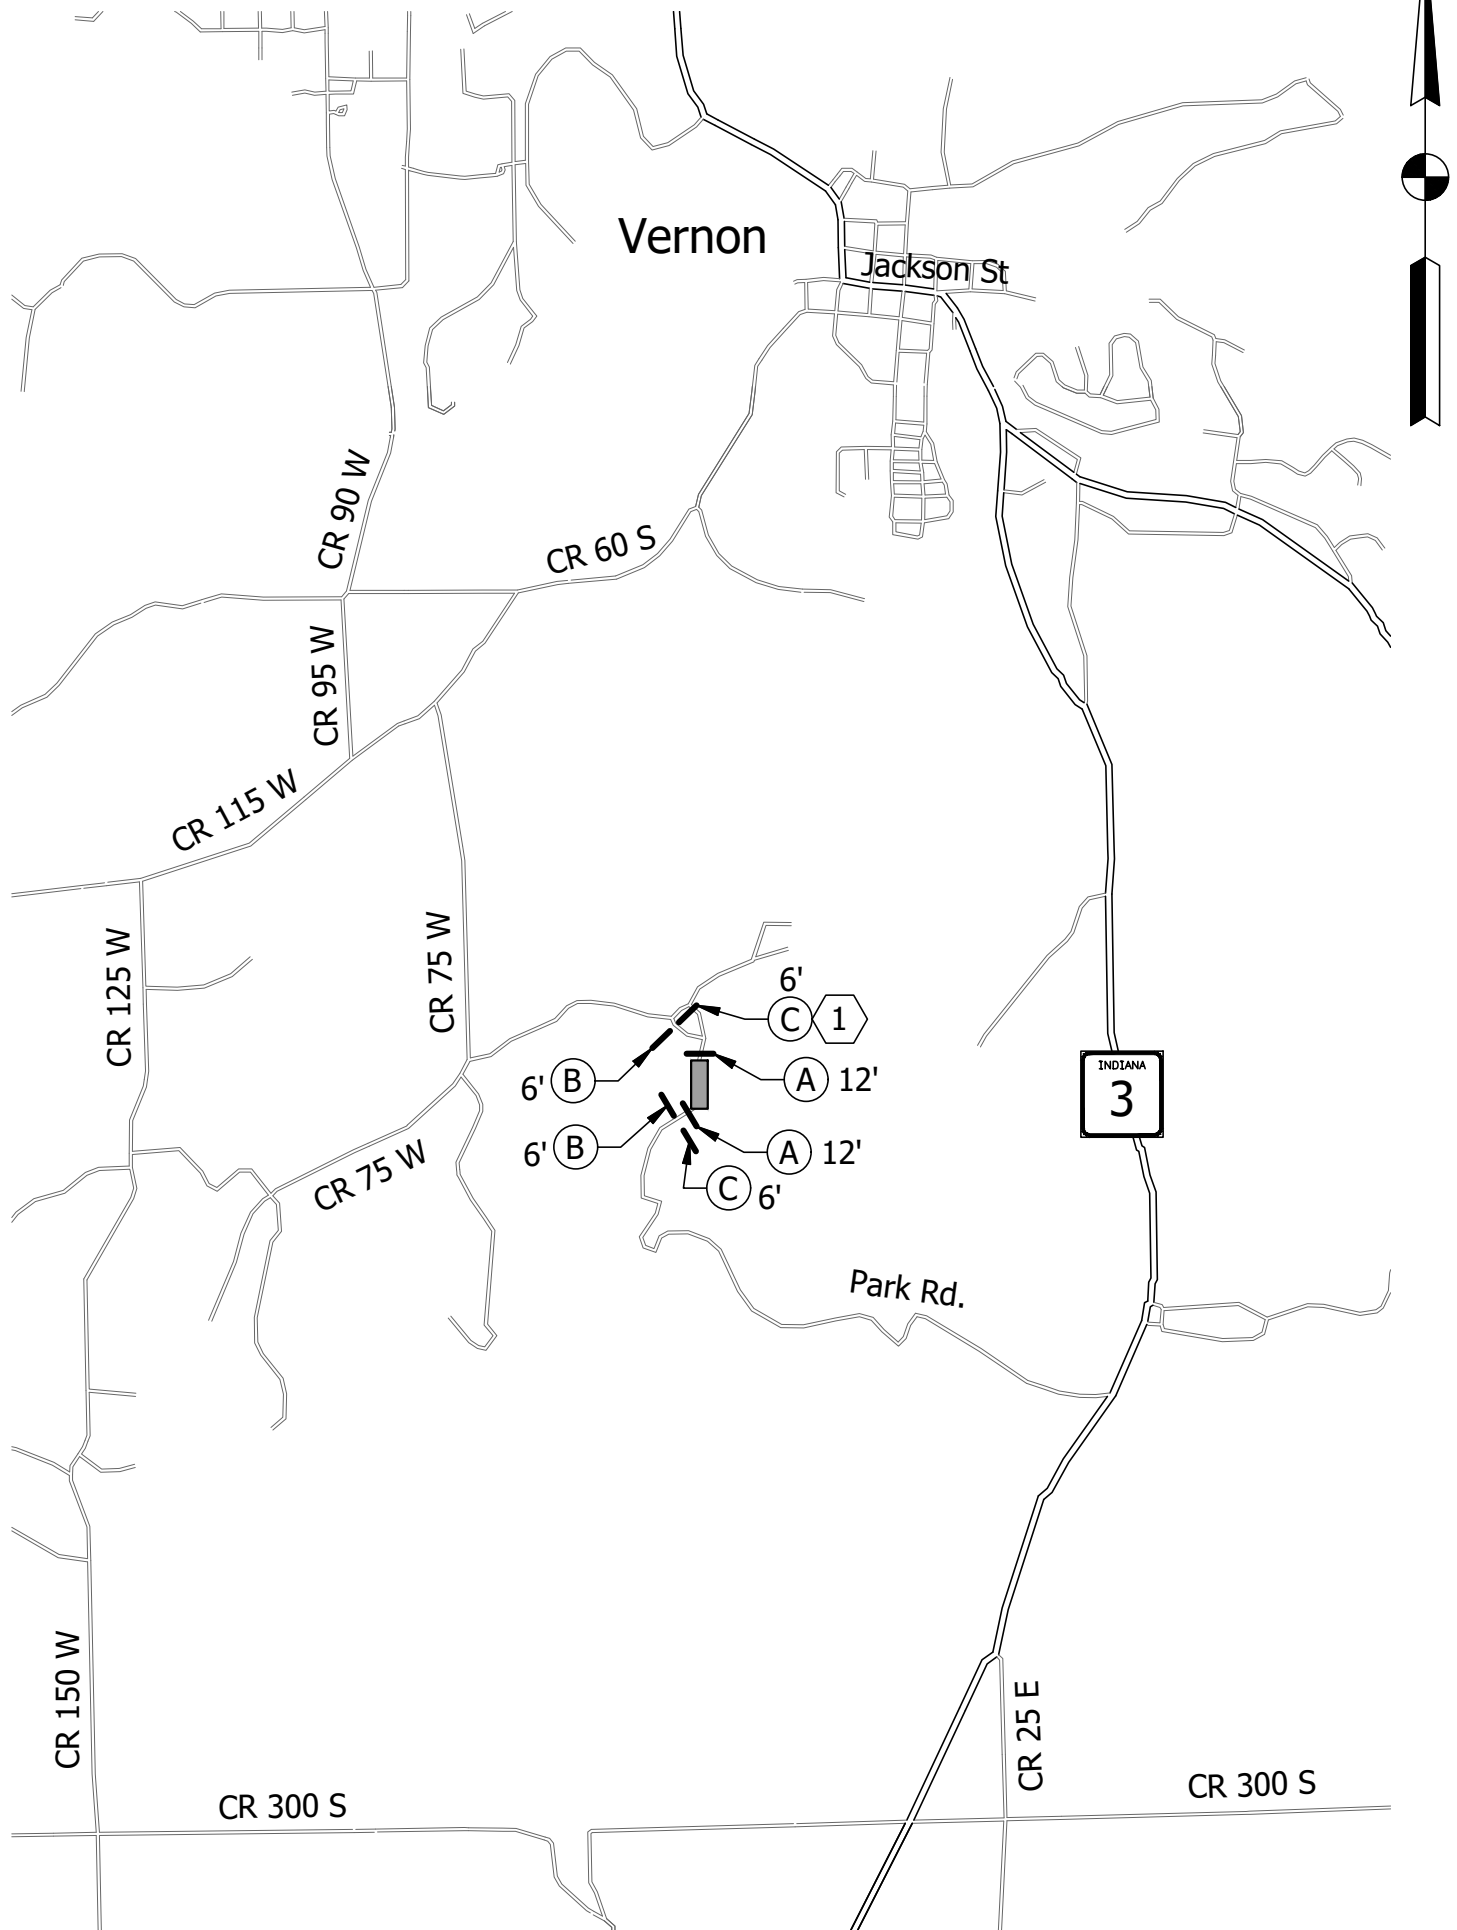 Vernon
Jackson St
CR 90 W
CR 60 S
CR 95 W
CR 115 W
CR 125 W
CR 75 W
6'
C 1
6' B
A 12'
INDIANA
3
6' B
A 12'
C 6'
CR 75 W
Park Rd.
CR 150 W
CR 25 E
CR 300 S
CR 300 S